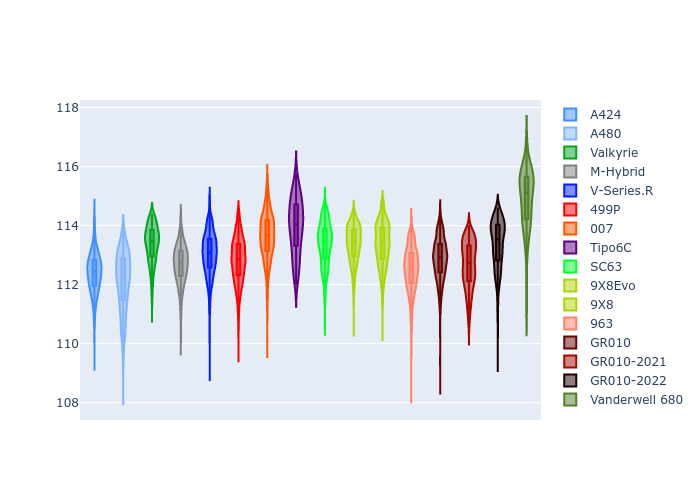 118
116
114
112
110
108
A424
A480
Valkyrie
M-Hybrid
V-Series.R
499P
007
Tipo6C
SC63
9X8Evo
9X8
963
GR010
GR010-2021
GR010-2022
Vanderwell 680